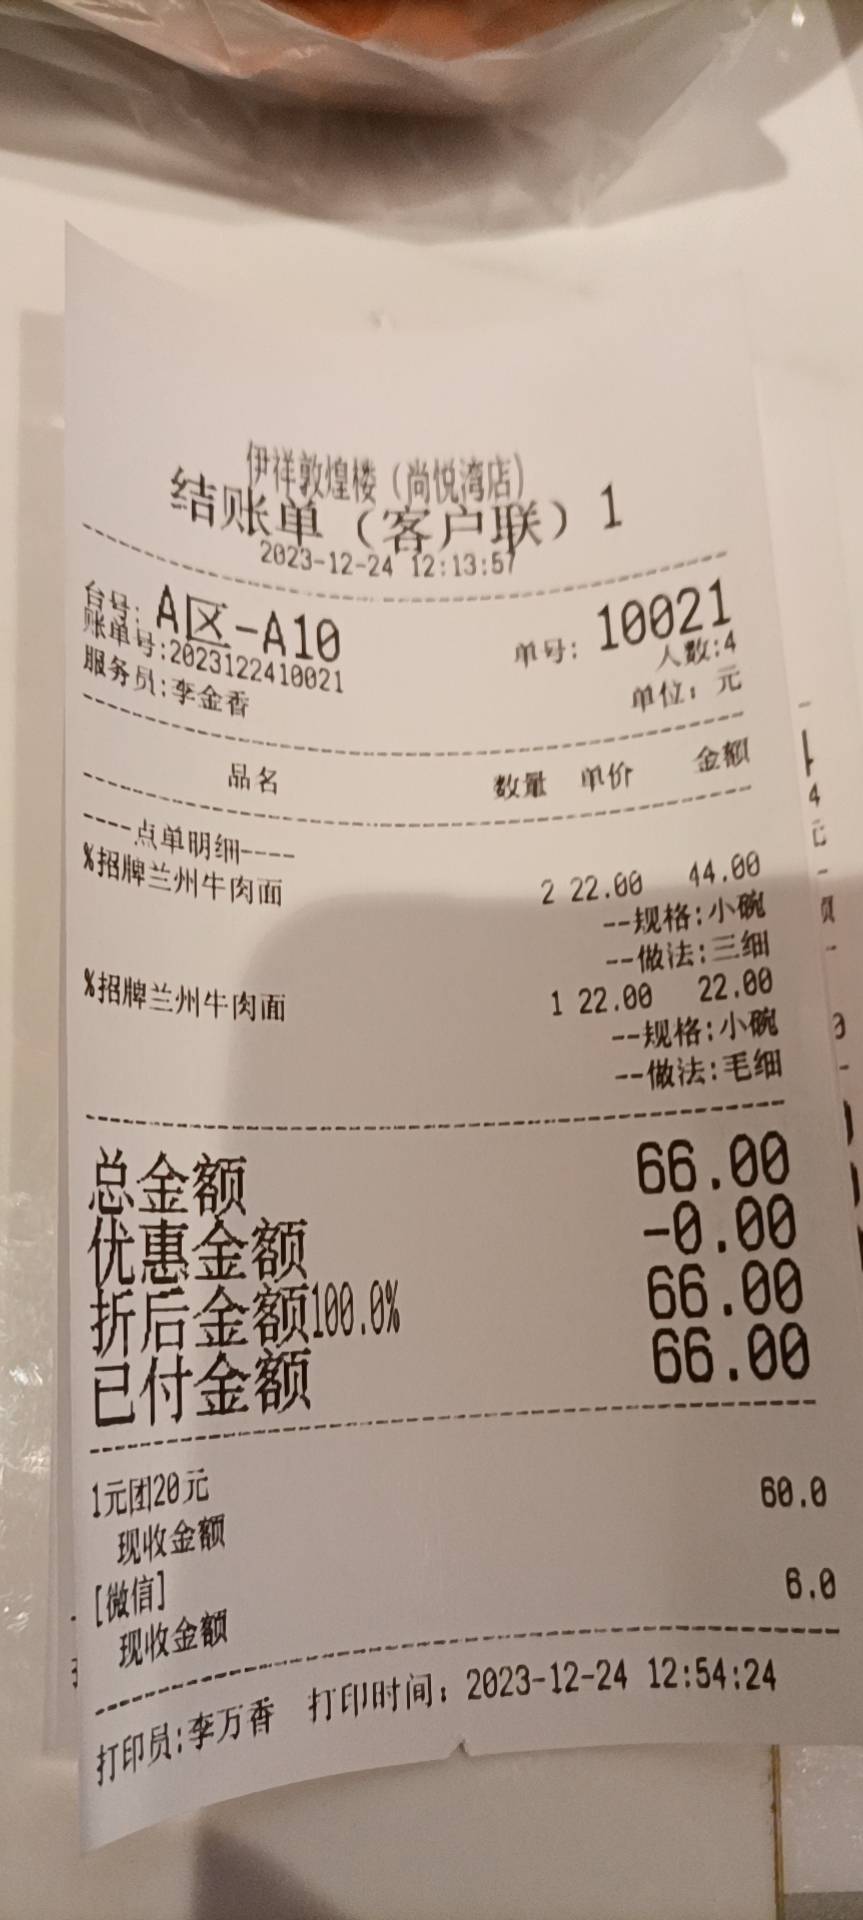 伊祥敦煌楼（尚悦湾店）
结账单（客户联）1
2023-12-24 12:13:57
台号: A区-A10 单号: 10021
账单号:2023122410021 人数:4
服务员:李金香 单位: 元
品名 数量 单价 金额
----点单明细----
%招牌兰州牛肉面 2 22.00 44.00
--规格:小碗
--做法:三细
%招牌兰州牛肉面 1 22.00 22.00
--规格:小碗
--做法:毛细
总金额 66.00
优惠金额 -0.00
折后金额100.0% 66.00
已付金额 66.00
1元团20元
现收金额 60.0
[微信]
现收金额 6.0
打印员:李万香 打印时间: 2023-12-24 12:54:24